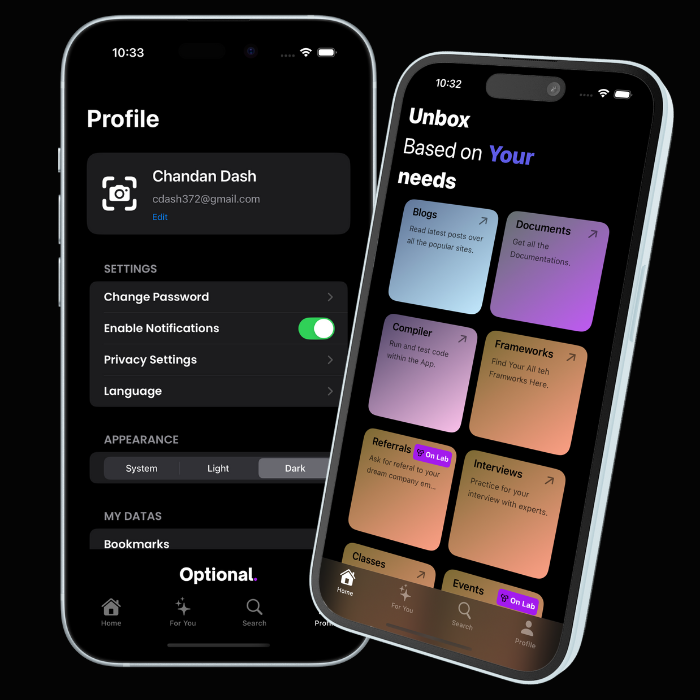 10:33
Profile
Chandan Dash
cdash372@gmail.com
Edit
SETTINGS
Change Password
Enable Notifications
Privacy Settings
Language
APPEARANCE
System Light Dark
MY DATAS
Bookmarks
Optional.
Home For You Search
10:32
Unbox
Based on Your
needs
Blogs
Read latest posts over
all the popular sites.
Documents
Get all the
Documentations.
Compiler
Run and test code
within the App.
Frameworks
Find Your All teh
Framworks Here.
Referrals
On Lab
Ask for referal to your
dream company em...
Interviews
Practice for your
interview with experts.
Classes
Events
On Lab
Home For You Search Profile